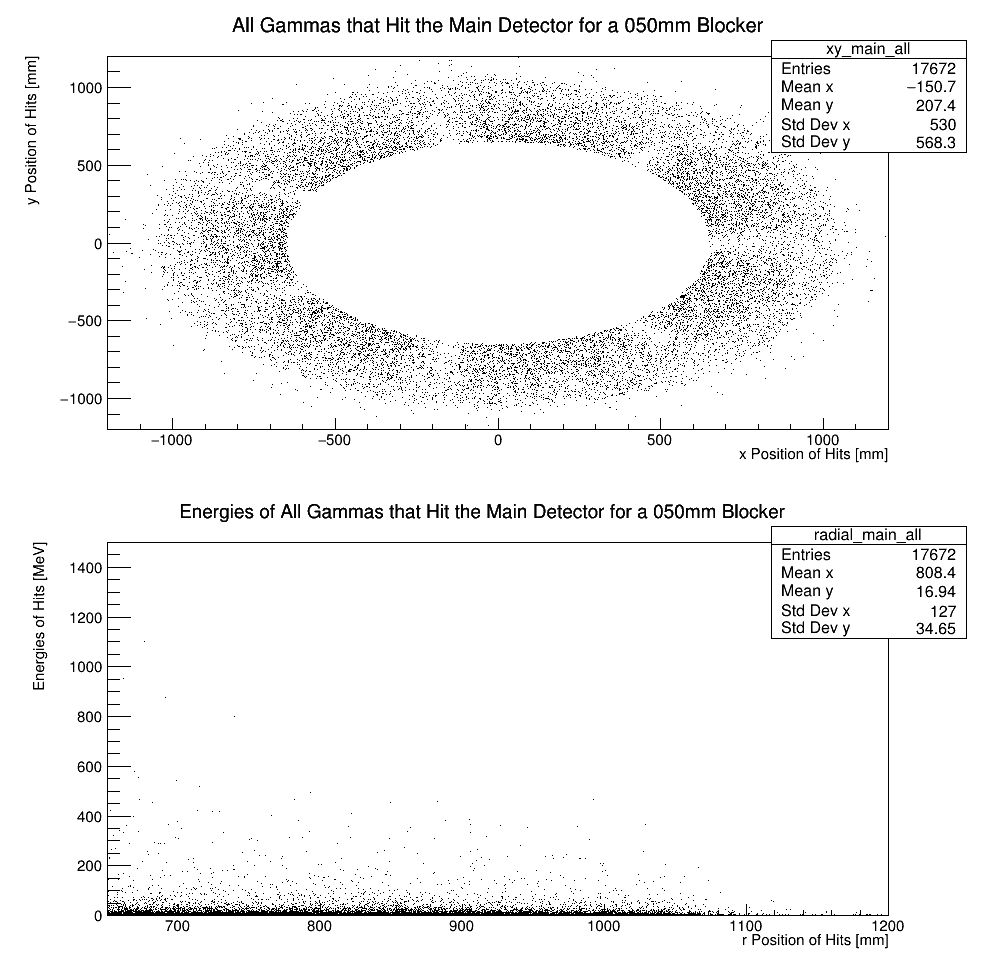 All Gammas that Hit the Main Detector for a 050mm Blocker
xy_main_all
Entries 17672
Mean x −150.7
Mean y 207.4
Std Dev x 530
Std Dev y 568.3
y Position of Hits [mm]
1000
500
0
−500
−1000
−1000 −500 0 500 1000
x Position of Hits [mm]
Energies of All Gammas that Hit the Main Detector for a 050mm Blocker
radial_main_all
Entries 17672
Mean x 808.4
Mean y 16.94
Std Dev x 127
Std Dev y 34.65
Energies of Hits [MeV]
1400
1200
1000
800
600
400
200
0
700 800 900 1000 1100 1200
r Position of Hits [mm]